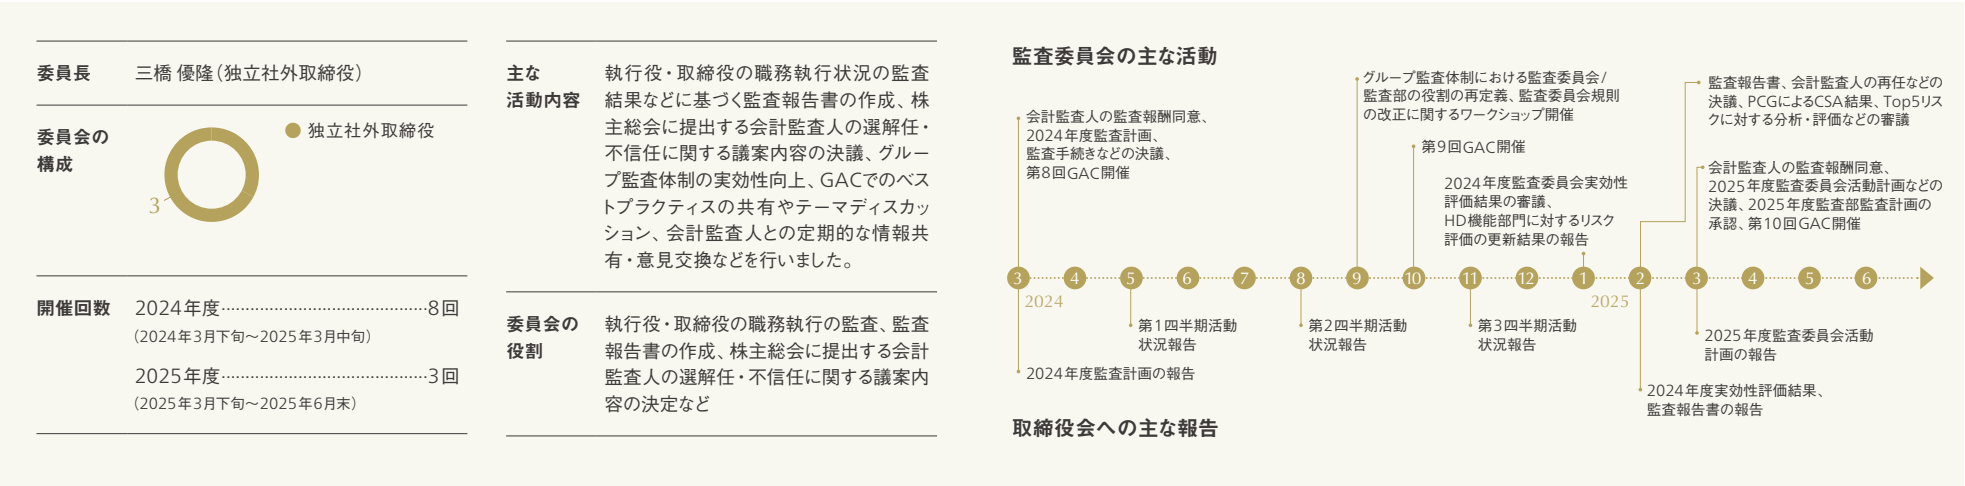 委員長
三橋 優隆（独立社外取締役）
委員会の
構成
独立社外取締役
3
開催回数
2024年度……………………………………8回
（2024年3月下旬～2025年3月中旬）
2025年度……………………………………3回
（2025年3月下旬～2025年6月末）
主な
活動内容
執行役・取締役の職務執行状況の監査
結果などに基づく監査報告書の作成、株
主総会に提出する会計監査人の選解任・
不信任に関する議案内容の決議、グルー
プ監査体制の実効性向上、GACでのベス
トプラクティスの共有やテーマディスカッ
ション、会計監査人との定期的な情報共
有・意見交換などを行いました。
委員会の
役割
執行役・取締役の職務執行の監査、監査
報告書の作成、株主総会に提出する会計
監査人の選解任・不信任に関する議案内
容の決定など
監査委員会の主な活動
会計監査人の監査報酬同意、
2024年度監査計画、
監査手続きなどの決議、
第8回GAC開催
グループ監査体制における監査委員会/
監査部の役割の再定義、監査委員会規則
の改正に関するワークショップ開催
第9回GAC開催
2024年度監査委員会実効性
評価結果の審議、
HD機能部門に対するリスク
評価の更新結果の報告
監査報告書、会計監査人の再任などの
決議、PCGによるCSA結果、Top5リス
クに対する分析・評価などの審議
会計監査人の監査報酬同意、
2025年度監査委員会活動計画などの
決議、2025年度監査部監査計画の
承認、第10回GAC開催
3 4 5 6 7 8 9 10 11 12 1 2 3 4 5 6
2024
2025
第1四半期活動
状況報告
第2四半期活動
状況報告
第3四半期活動
状況報告
2025年度監査委員会活動
計画の報告
2024年度監査計画の報告
2024年度実効性評価結果、
監査報告書の報告
取締役会への主な報告